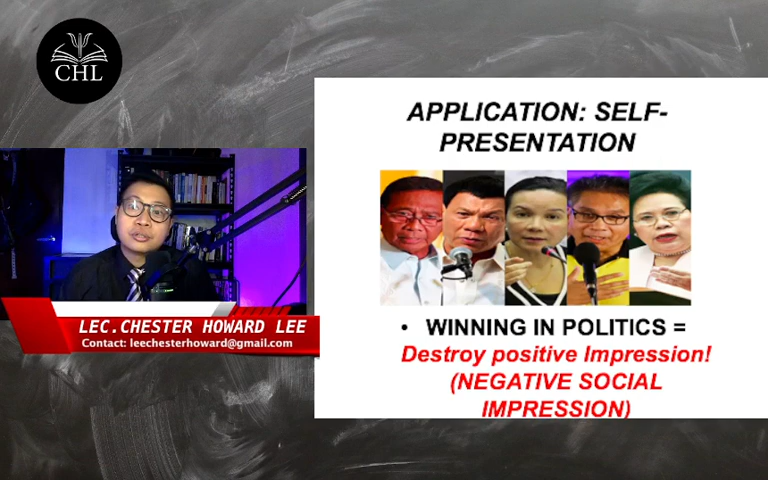 CHL
APPLICATION: SELF-
PRESENTATION
LEC.CHESTER HOWARD LEE
Contact: leechesterhoward@gmail.com
• WINNING IN POLITICS =
Destroy positive Impression!
(NEGATIVE SOCIAL
IMPRESSION)